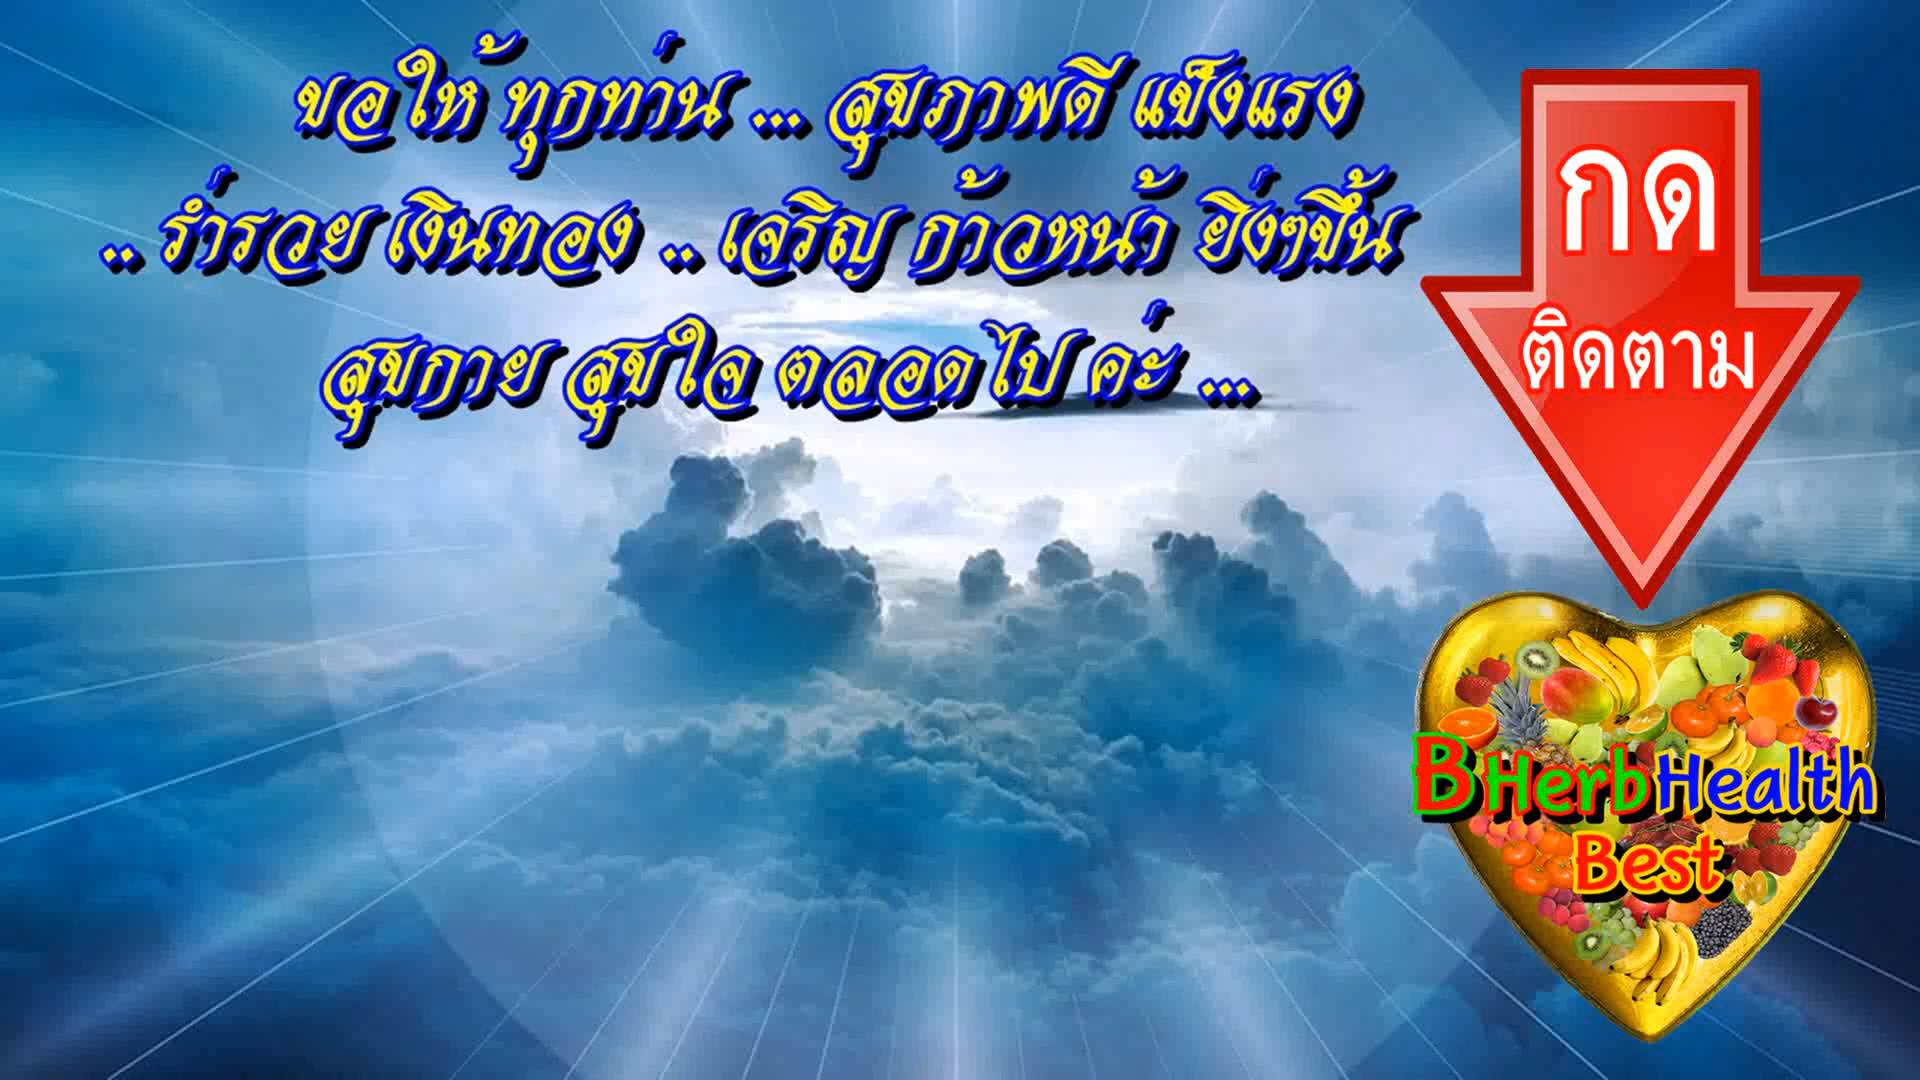 ขอให้ ทุกท่าน ... สุขภาพดี แข็งแรง
.. ร่ำรวย เงินทอง .. เจริญ ก้าวหน้า ยิ่งๆขึ้น
สุขกาย สุขใจ ตลอดไป ค่ะ ...
กด
ติดตาม
B Herb Health
Best